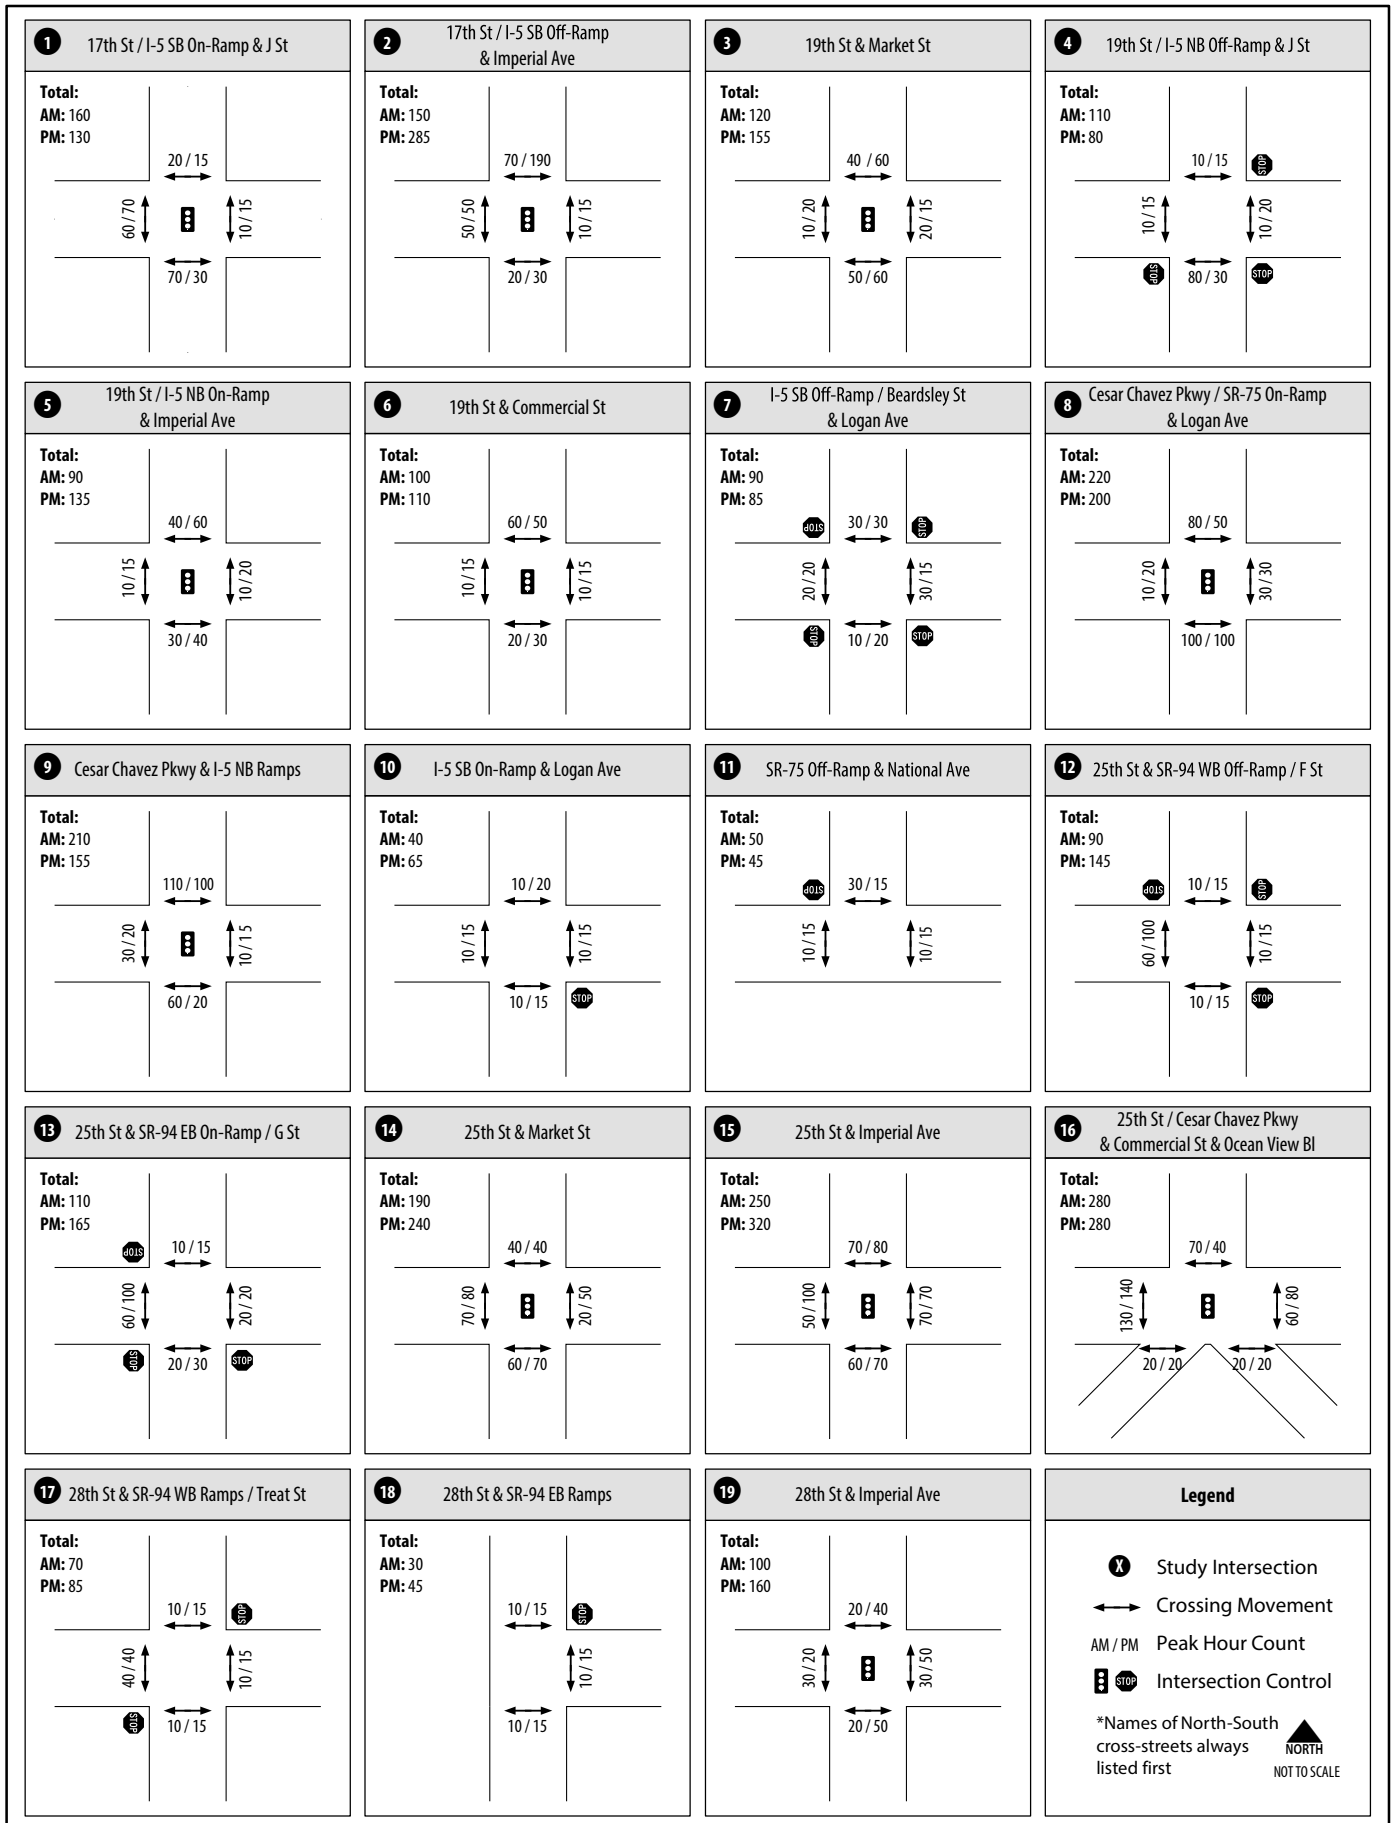 1
17th St / I-5 SB On-Ramp & J St
Total:
AM: 160
PM: 130
20 / 15
60 / 70
10 / 15
70 / 30
2
17th St / I-5 SB Off-Ramp
& Imperial Ave
Total:
AM: 150
PM: 285
70 / 190
50 / 50
10 / 15
20 / 30
3
19th St & Market St
Total:
AM: 120
PM: 155
40 / 60
10 / 20
20 / 15
50 / 60
4
19th St / I-5 NB Off-Ramp & J St
Total:
AM: 110
PM: 80
10 / 15
STOP
10 / 15
10 / 20
STOP
80 / 30
STOP
5
19th St / I-5 NB On-Ramp
& Imperial Ave
Total:
AM: 90
PM: 135
40 / 60
10 / 15
10 / 20
30 / 40
6
19th St & Commercial St
Total:
AM: 100
PM: 110
60 / 50
10 / 15
10 / 15
20 / 30
7
I-5 SB Off-Ramp / Beardsley St
& Logan Ave
Total:
AM: 90
PM: 85
STOP
30 / 30
STOP
20 / 20
30 / 15
STOP
10 / 20
STOP
8
Cesar Chavez Pkwy / SR-75 On-Ramp
& Logan Ave
Total:
AM: 220
PM: 200
80 / 50
10 / 20
30 / 30
100 / 100
9
Cesar Chavez Pkwy & I-5 NB Ramps
Total:
AM: 210
PM: 155
110 / 100
30 / 20
10 / 15
60 / 20
10
I-5 SB On-Ramp & Logan Ave
Total:
AM: 40
PM: 65
10 / 20
10 / 15
10 / 15
10 / 15
STOP
11
SR-75 Off-Ramp & National Ave
Total:
AM: 50
PM: 45
STOP
30 / 15
10 / 15
10 / 15
12
25th St & SR-94 WB Off-Ramp / F St
Total:
AM: 90
PM: 145
STOP
10 / 15
STOP
60 / 100
10 / 15
10 / 15
STOP
13
25th St & SR-94 EB On-Ramp / G St
Total:
AM: 110
PM: 165
STOP
10 / 15
60 / 100
20 / 20
STOP
20 / 30
STOP
14
25th St & Market St
Total:
AM: 190
PM: 240
40 / 40
70 / 80
20 / 50
60 / 70
15
25th St & Imperial Ave
Total:
AM: 250
PM: 320
70 / 80
50 / 100
70 / 70
60 / 70
16
25th St / Cesar Chavez Pkwy
& Commercial St & Ocean View Bl
Total:
AM: 280
PM: 280
70 / 40
130 / 140
60 / 80
20 / 20
20 / 20
17
28th St & SR-94 WB Ramps / Treat St
Total:
AM: 70
PM: 85
10 / 15
STOP
40 / 40
10 / 15
STOP
10 / 15
18
28th St & SR-94 EB Ramps
Total:
AM: 30
PM: 45
10 / 15
STOP
10 / 15
10 / 15
19
28th St & Imperial Ave
Total:
AM: 100
PM: 160
20 / 40
30 / 20
30 / 50
20 / 50
Legend
X Study Intersection
Crossing Movement
AM / PM Peak Hour Count
STOP Intersection Control
*Names of North-South
cross-streets always
listed first
NORTH
NOT TO SCALE